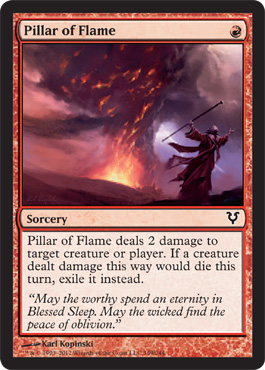 Pillar of Flame
Sorcery
Pillar of Flame deals 2 damage to
target creature or player. If a creature
dealt damage this way would die this
turn, exile it instead.
"May the worthy spend an eternity in
Blessed Sleep. May the wicked find the
peace of oblivion."
Karl Kopinski